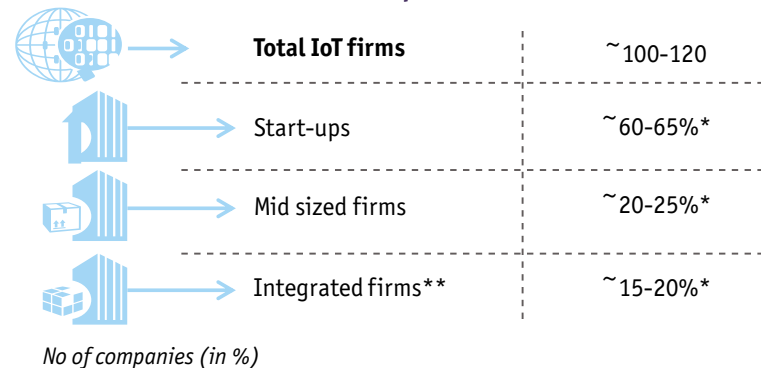 Total IoT firms ~100-120
Start-ups ~60-65%*
Mid sized firms ~20-25%*
Integrated firms** ~15-20%*
No of companies (in %)